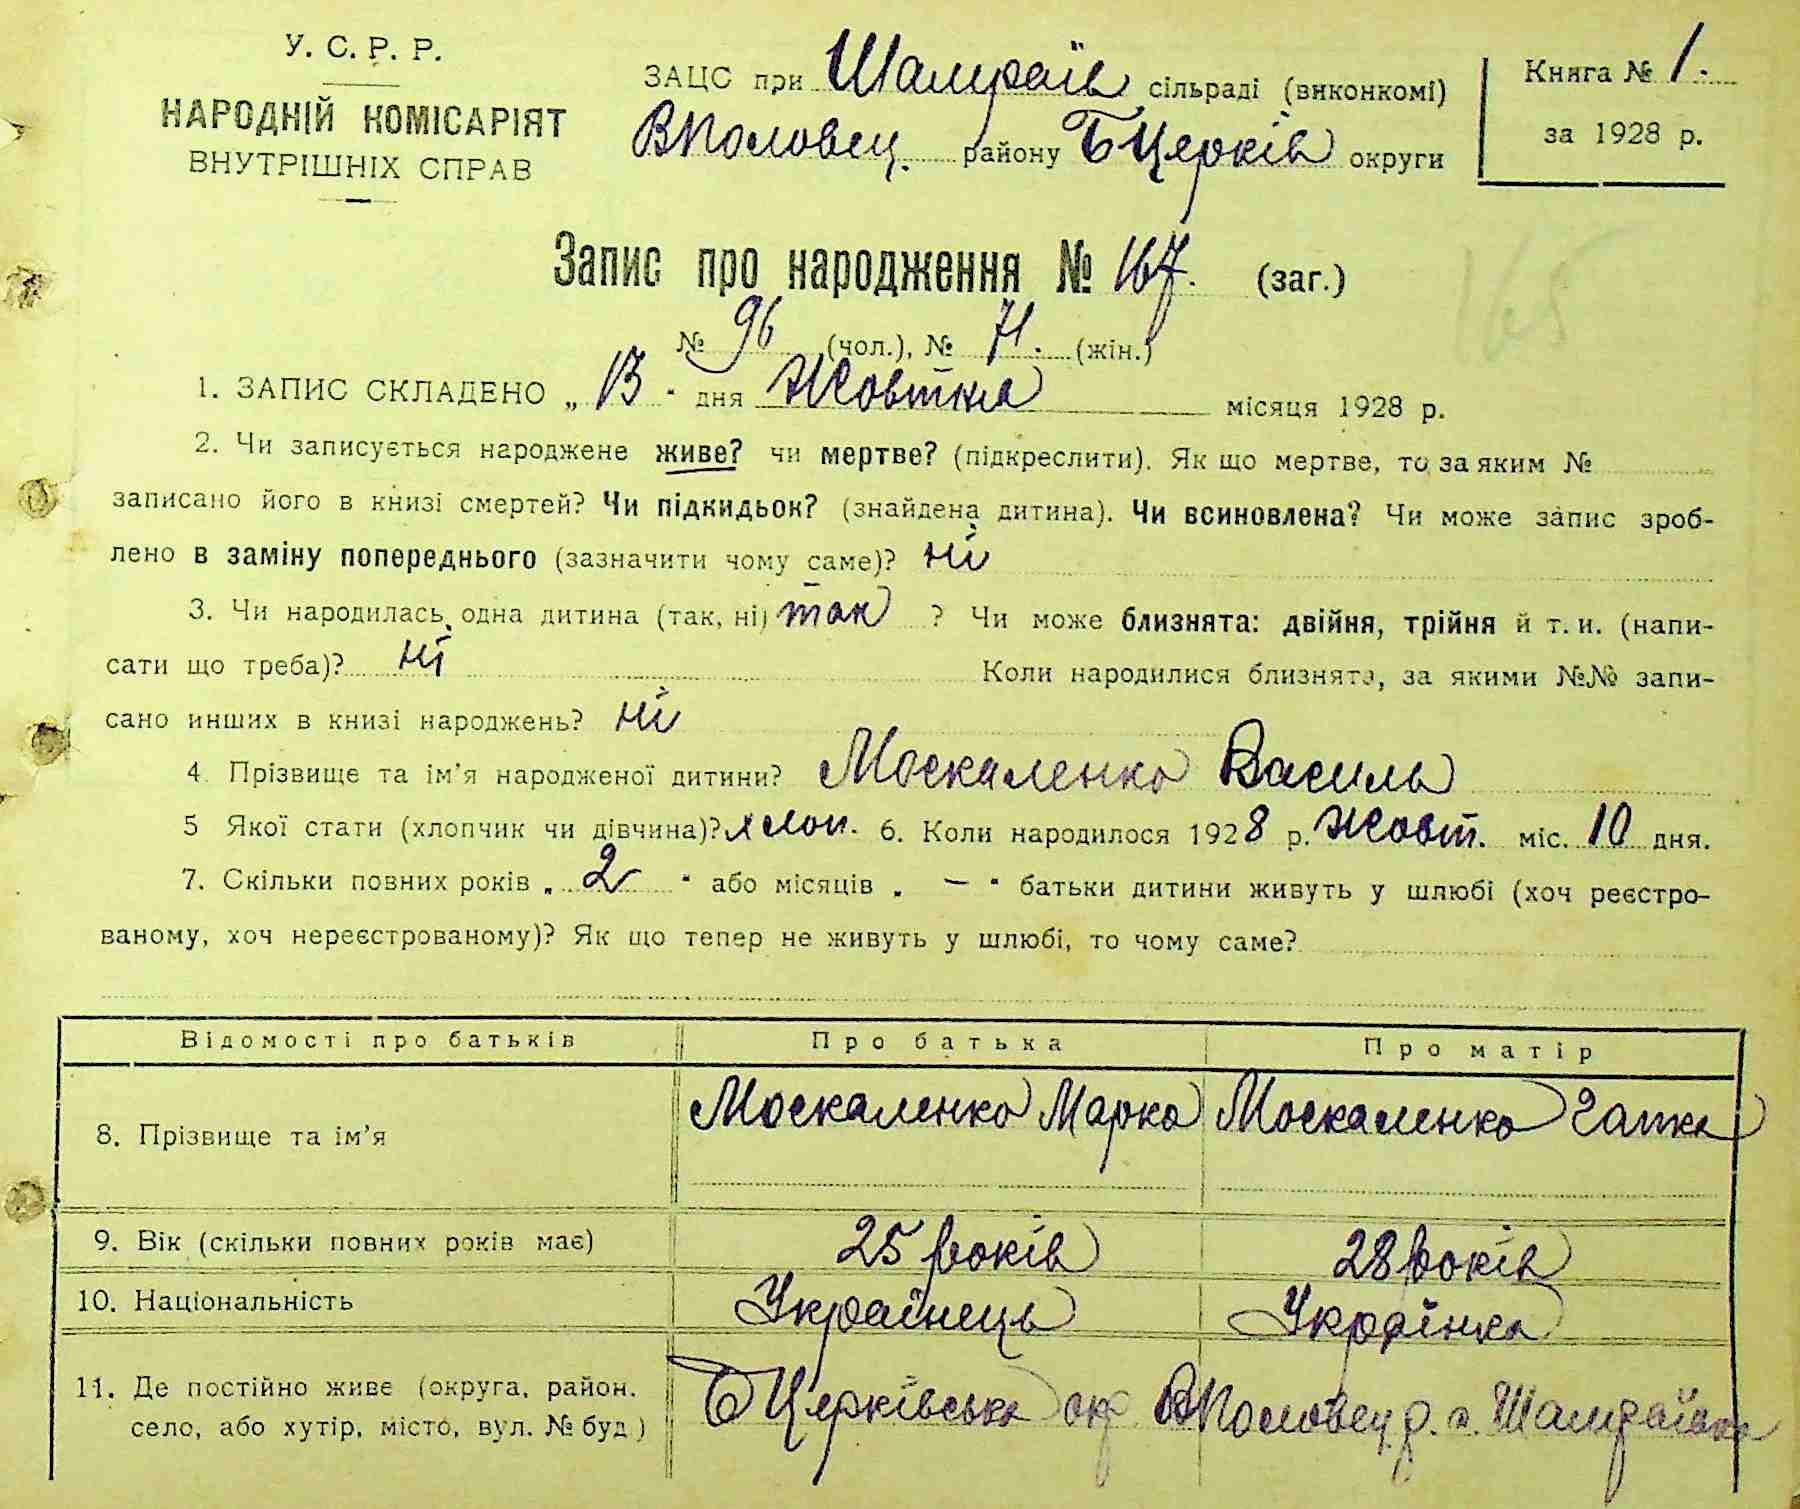 У. С. Р. Р.
НАРОДНІЙ КОМІСАРІЯТ
ВНУТРІШНІХ СПРАВ
ЗАЦС при Шамраїв сільраді (виконкомі)
ВПоловец. району БЦерків округи
Книга № 1.
за 1928 р.
Запис про народження № 167. (заг.)
165
№ 96 (чол.), № 71. (жін.)
1. ЗАПИС СКЛАДЕНО „ 13 " дня Жовтня місяця 1928 р.
2. Чи записується народжене живе? чи мертве? (підкреслити). Як що мертве, то за яким №
записано його в книзі смертей? Чи підкидьок? (знайдена дитина). Чи всиновлена? Чи може запис зроб-
лено в заміну попереднього (зазначити чому саме)? ні
3. Чи народилась одна дитина (так, ні) так ? Чи може близнята: двійня, трійня й т. и. (напи-
сати що треба)? ні Коли народилися близнята, за якими №№ запи-
сано инших в книзі народжень? ні
4. Прізвище та ім'я народженої дитини? Москаленко Василь
5 Якої стати (хлопчик чи дівчина)? хлоп. 6. Коли народилося 1928 р. Жовт. міс. 10 дня.
7. Скільки повних років „ 2 " або місяців „ — " батьки дитини живуть у шлюбі (хоч реєстро-
ваному, хоч нереєстрованому)? Як що тепер не живуть у шлюбі, то чому саме?
Відомості про батьків Про батька Про матір
8. Прізвище та ім'я Москаленко Марко Москаленко Гапка
9. Вік (скільки повних років має) 25 років 28 років
10. Національність Українець Українка
11. Де постійно живе (округа, район, БЦерківська окр. ВПоловец. р. с. Шамраївка
село, або хутір, місто, вул. № буд.)